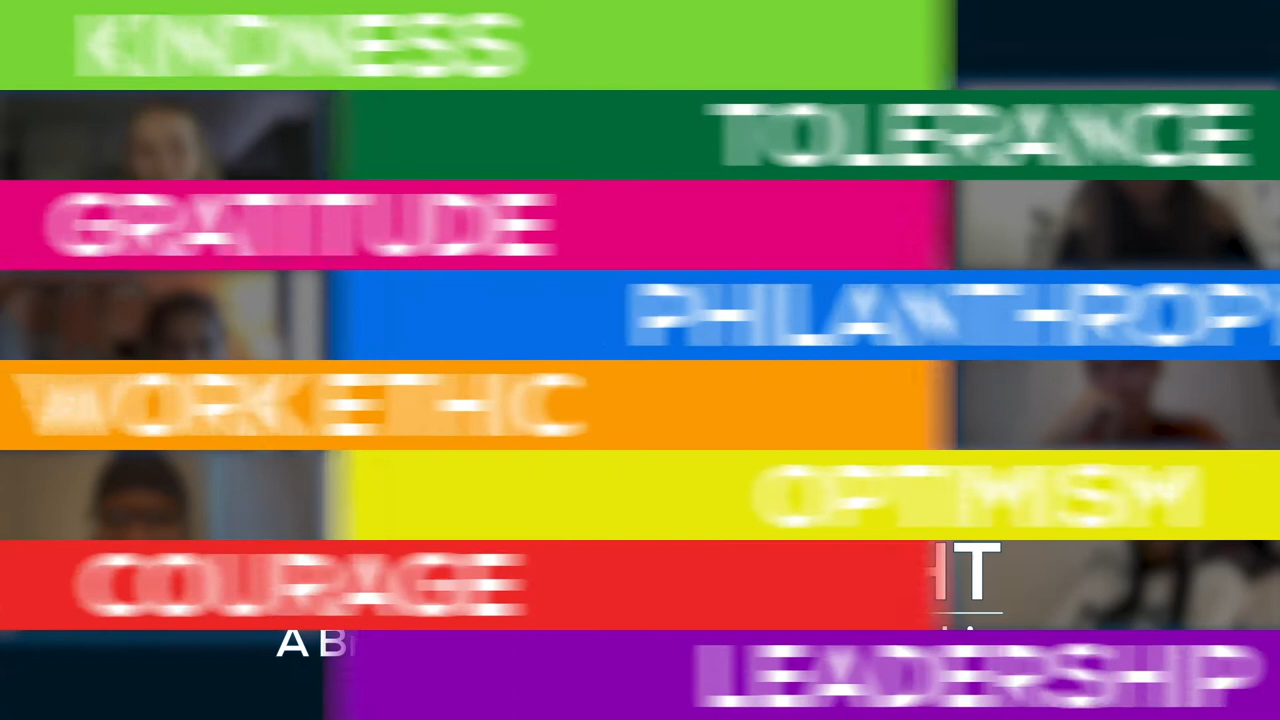 KINDNESS
TOLERANCE
GRATITUDE
PHILANTHROPY
WORK ETHIC
OPTIMISM
COURAGE
LEADERSHIP